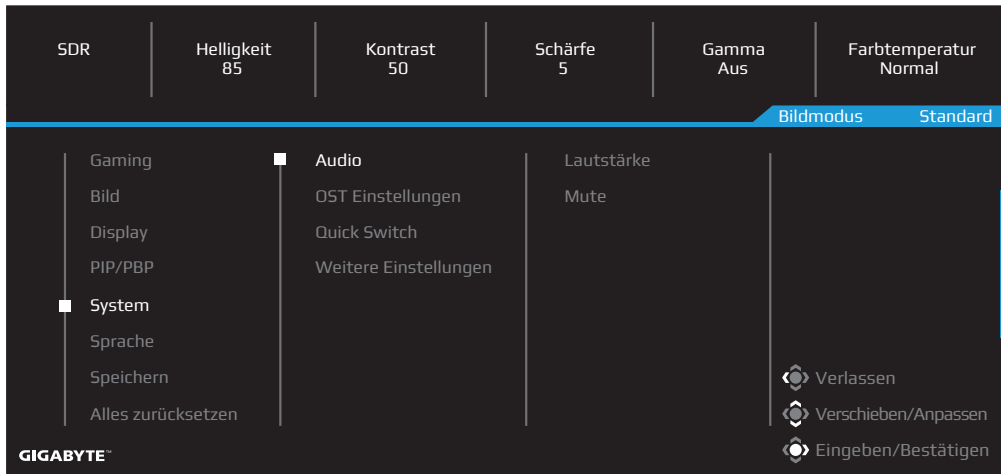 SDR
Helligkeit
85
Kontrast
50
Schärfe
5
Gamma
Aus
Farbtemperatur
Normal
Bildmodus Standard
Gaming
Bild
Display
PIP/PBP
System
Sprache
Speichern
Alles zurücksetzen
Audio
OST Einstellungen
Quick Switch
Weitere Einstellungen
Lautstärke
Mute
Verlassen
Verschieben/Anpassen
Eingeben/Bestätigen
GIGABYTE™